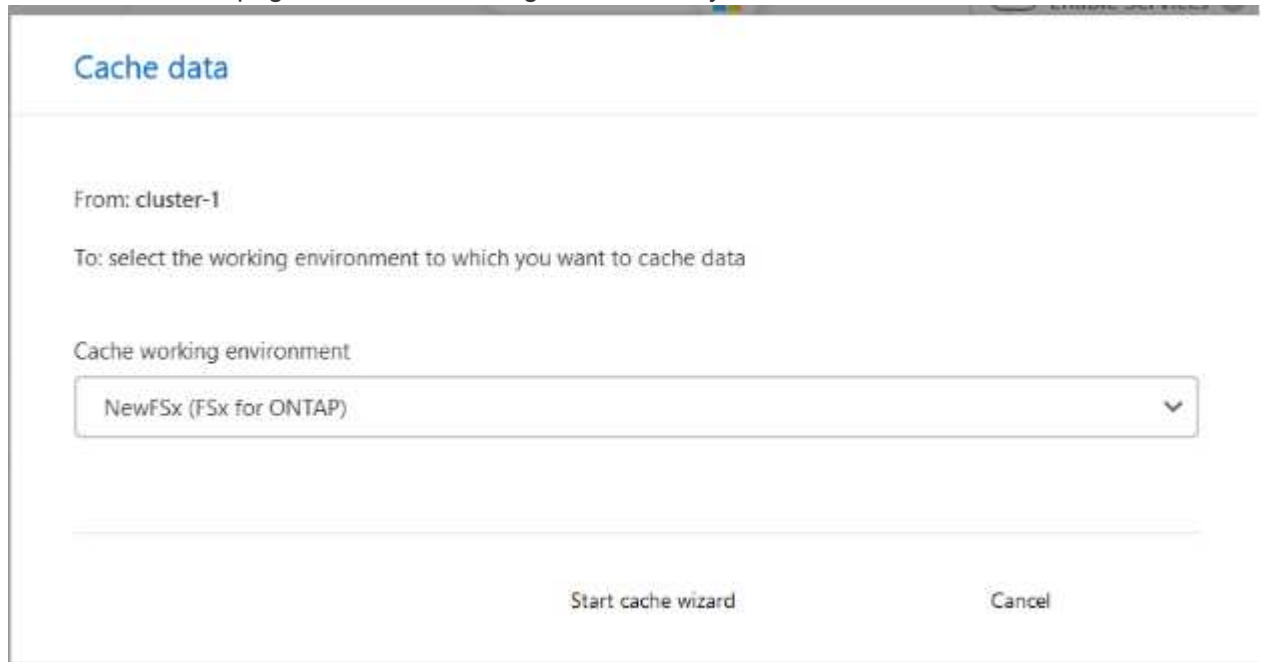 Cache data
From: cluster-1
To: select the working environment to which you want to cache data
Cache working environment
NewFSx (FSx for ONTAP)
Start cache wizard
Cancel